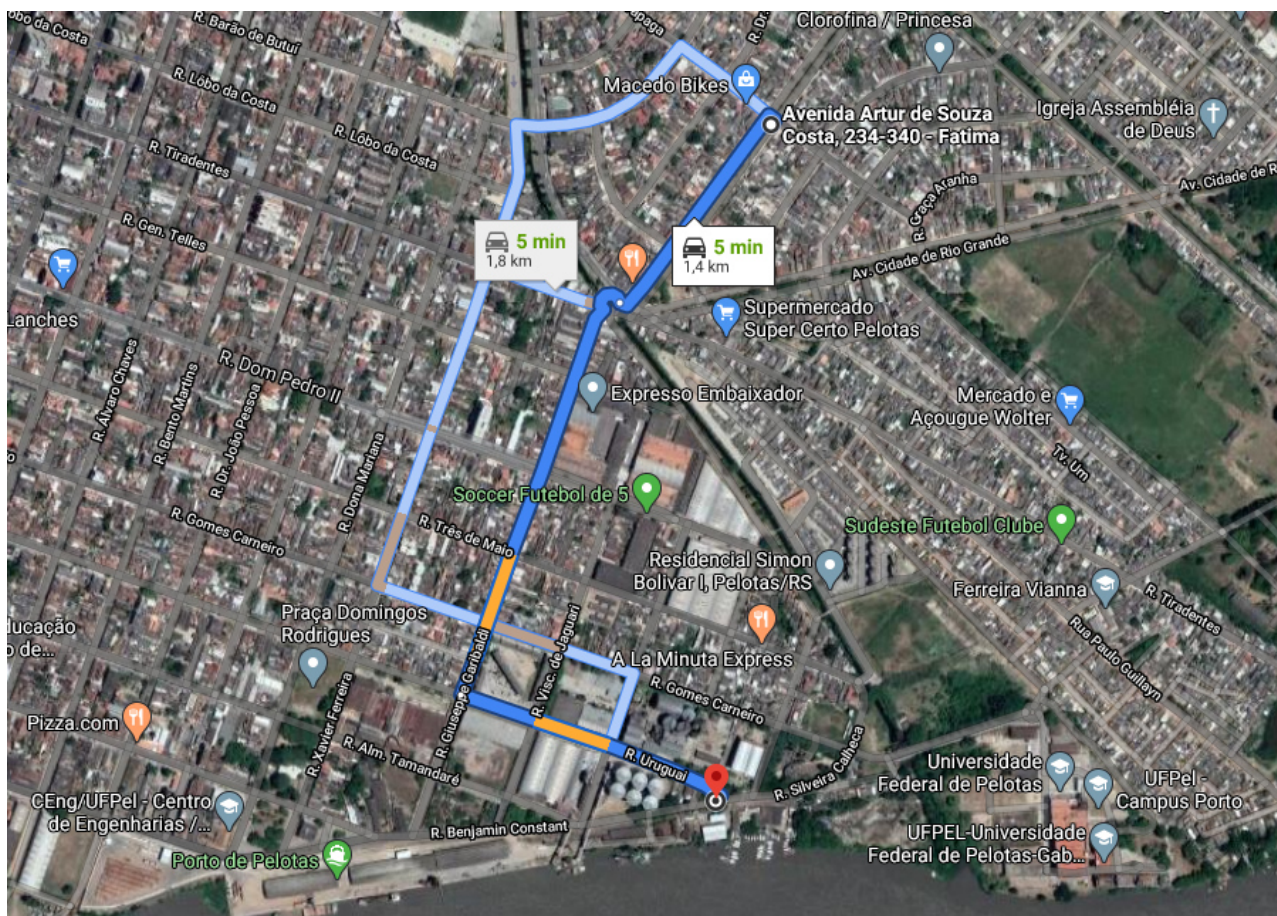 Clorofina / Princesa
R. Barão de Butuí
R. Lôbo da Costa
Macedo Bikes
Avenida Artur de Souza
Costa, 234-340 - Fatima
Igreja Assembléia
de Deus
R. Lôbo da Costa
R. Tiradentes
R. Graça Aranha
R. Gen. Telles
5 min
1,8 km
5 min
1,4 km
Av. Cidade de Rio Grande
Supermercado
Super Certo Pelotas
Lanches
R. Dom Pedro II
R. Álvaro Chaves
R. Bento Martins
R. Dr. João Pessoa
R. Dona Mariana
Expresso Embaixador
Mercado e
Açougue Wolter
Tv. Um
Soccer Futebol de 5
Sudeste Futebol Clube
R. Gomes Carneiro
R. Três de Maio
Residencial Simon
Bolivar I, Pelotas/RS
Ferreira Vianna
R. Tiradentes
Rua Paulo Guillayn
Praça Domingos
Rodrigues
R. Visc. de Jaguari
A La Minuta Express
R. Giuseppe Garibaldi
R. Gomes Carneiro
Pizza.com
R. Xavier Ferreira
R. Alm. Tamandaré
R. Uruguai
R. Silveira Calheca
Universidade
Federal de Pelotas
UFPel -
Campus Porto
CEng/UFPel - Centro
de Engenharias /...
R. Benjamin Constant
UFPEL-Universidade
Federal de Pelotas-Gab...
Porto de Pelotas